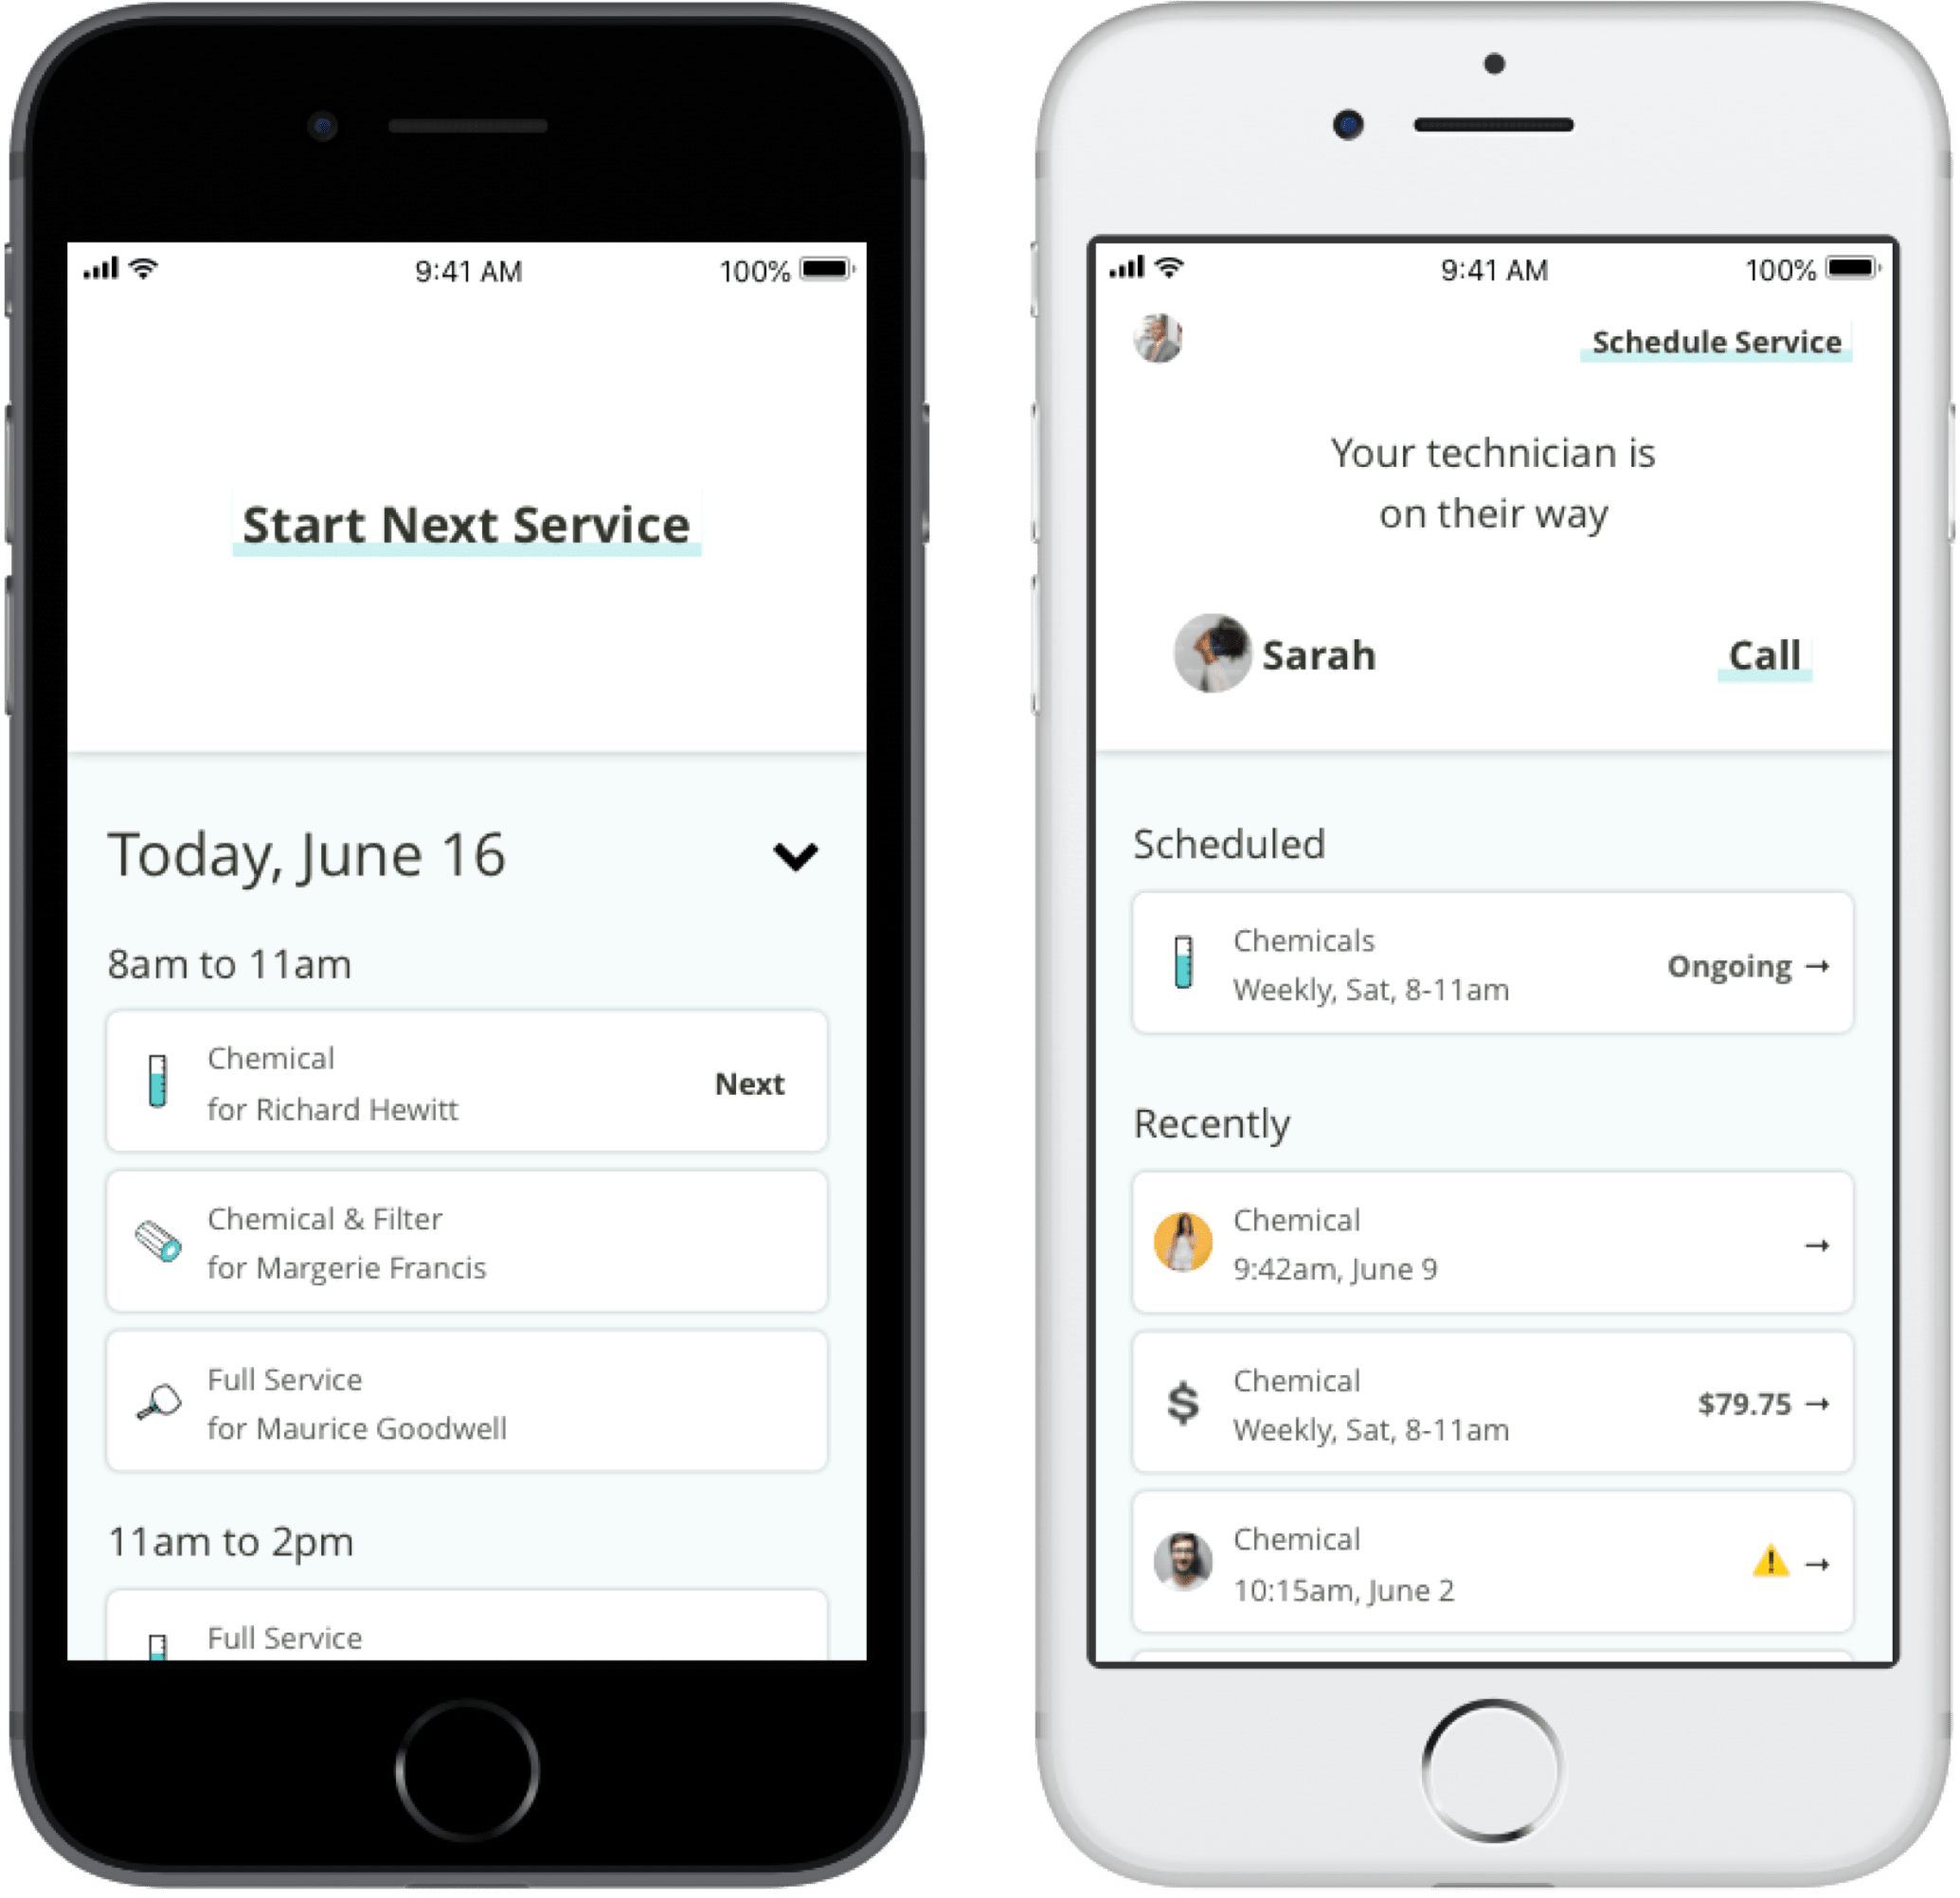 9:41 AM
100%
Start Next Service
Today, June 16
8am to 11am
Chemical
for Richard Hewitt
Next
Chemical & Filter
for Margerie Francis
Full Service
for Maurice Goodwell
11am to 2pm
Full Service
9:41 AM
100%
Schedule Service
Your technician is
on their way
Sarah
Call
Scheduled
Chemicals
Weekly, Sat, 8-11am
Ongoing →
Recently
Chemical
9:42am, June 9
→
$
Chemical
Weekly, Sat, 8-11am
$79.75 →
Chemical
10:15am, June 2
→